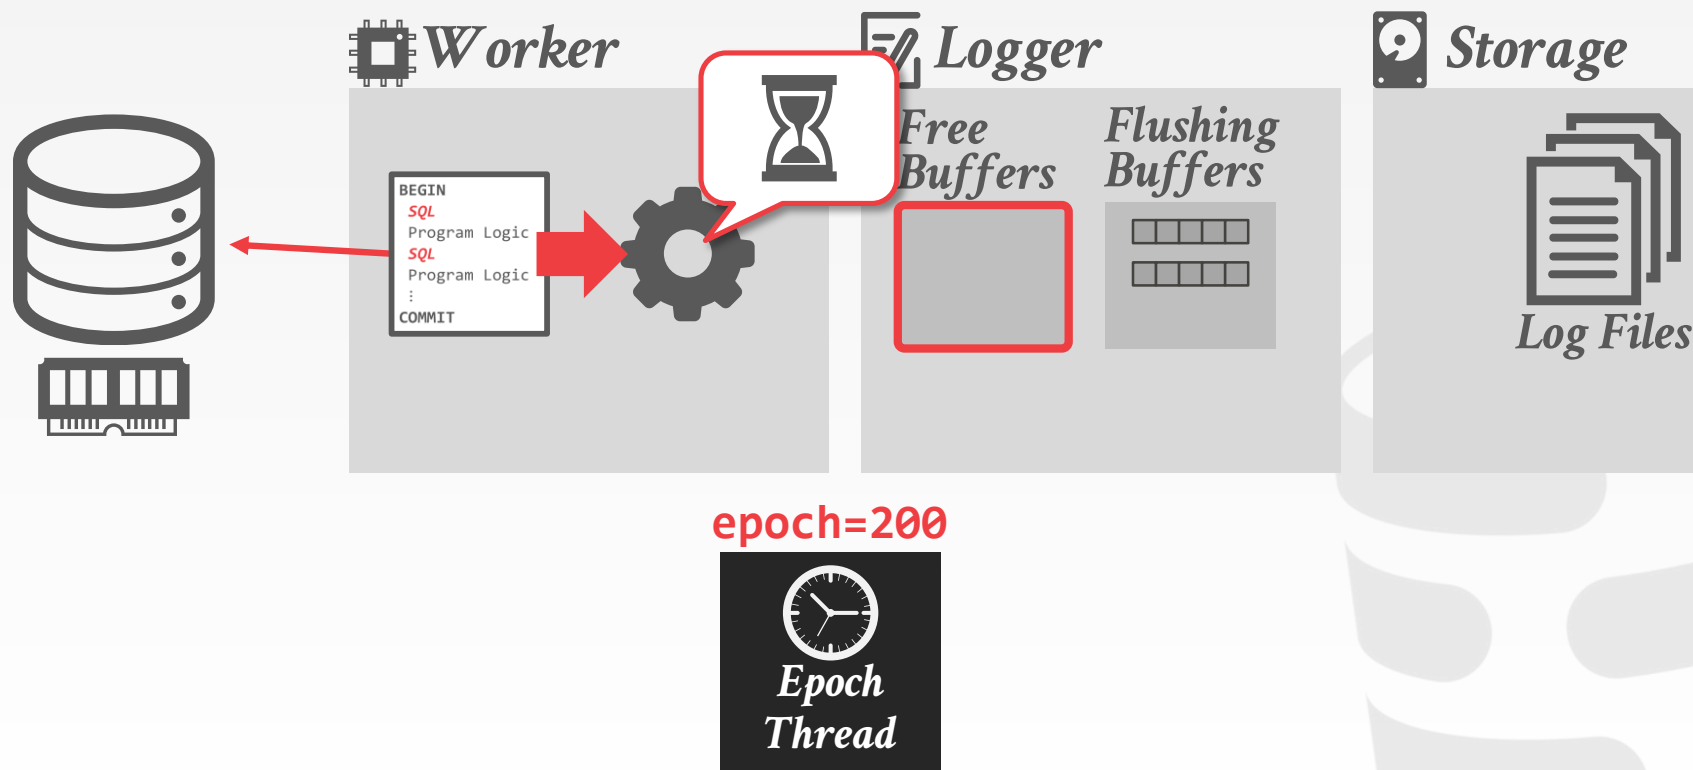 Worker
Logger
Storage
Free
Buffers
Flushing
Buffers
BEGIN
SQL
Program Logic
SQL
Program Logic
⋮
COMMIT
Log Files
epoch=200
Epoch
Thread